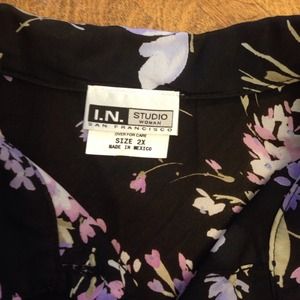 I.N. STUDIO
WOMAN
SAN FRANCISCO
OVER FOR CARE
SIZE 2X
MADE IN MEXICO